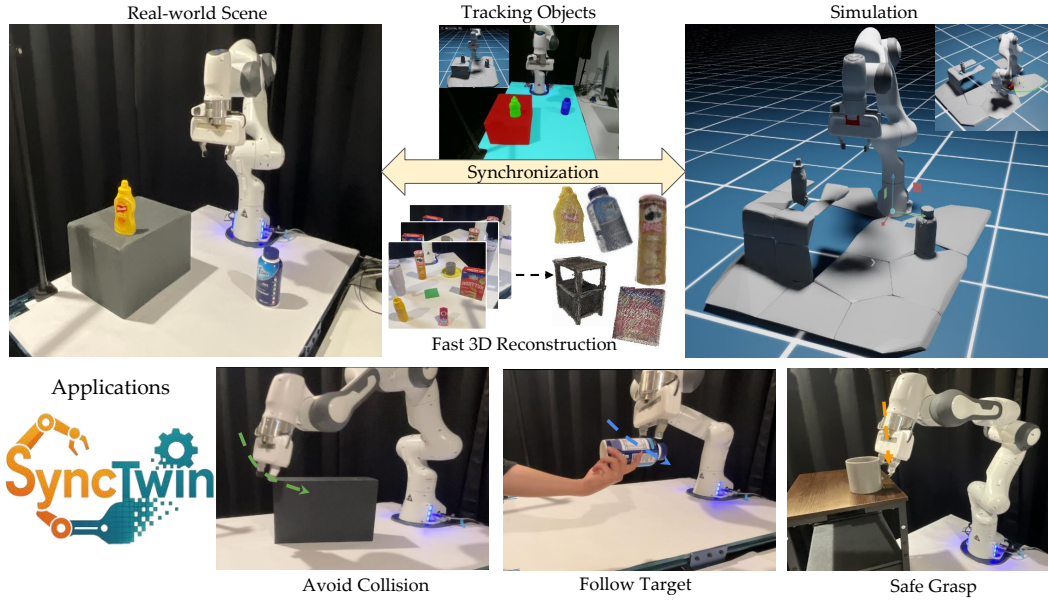 Real-world Scene
Tracking Objects
Simulation
Synchronization
Fast 3D Reconstruction
Applications
SyncTwin
Avoid Collision
Follow Target
Safe Grasp